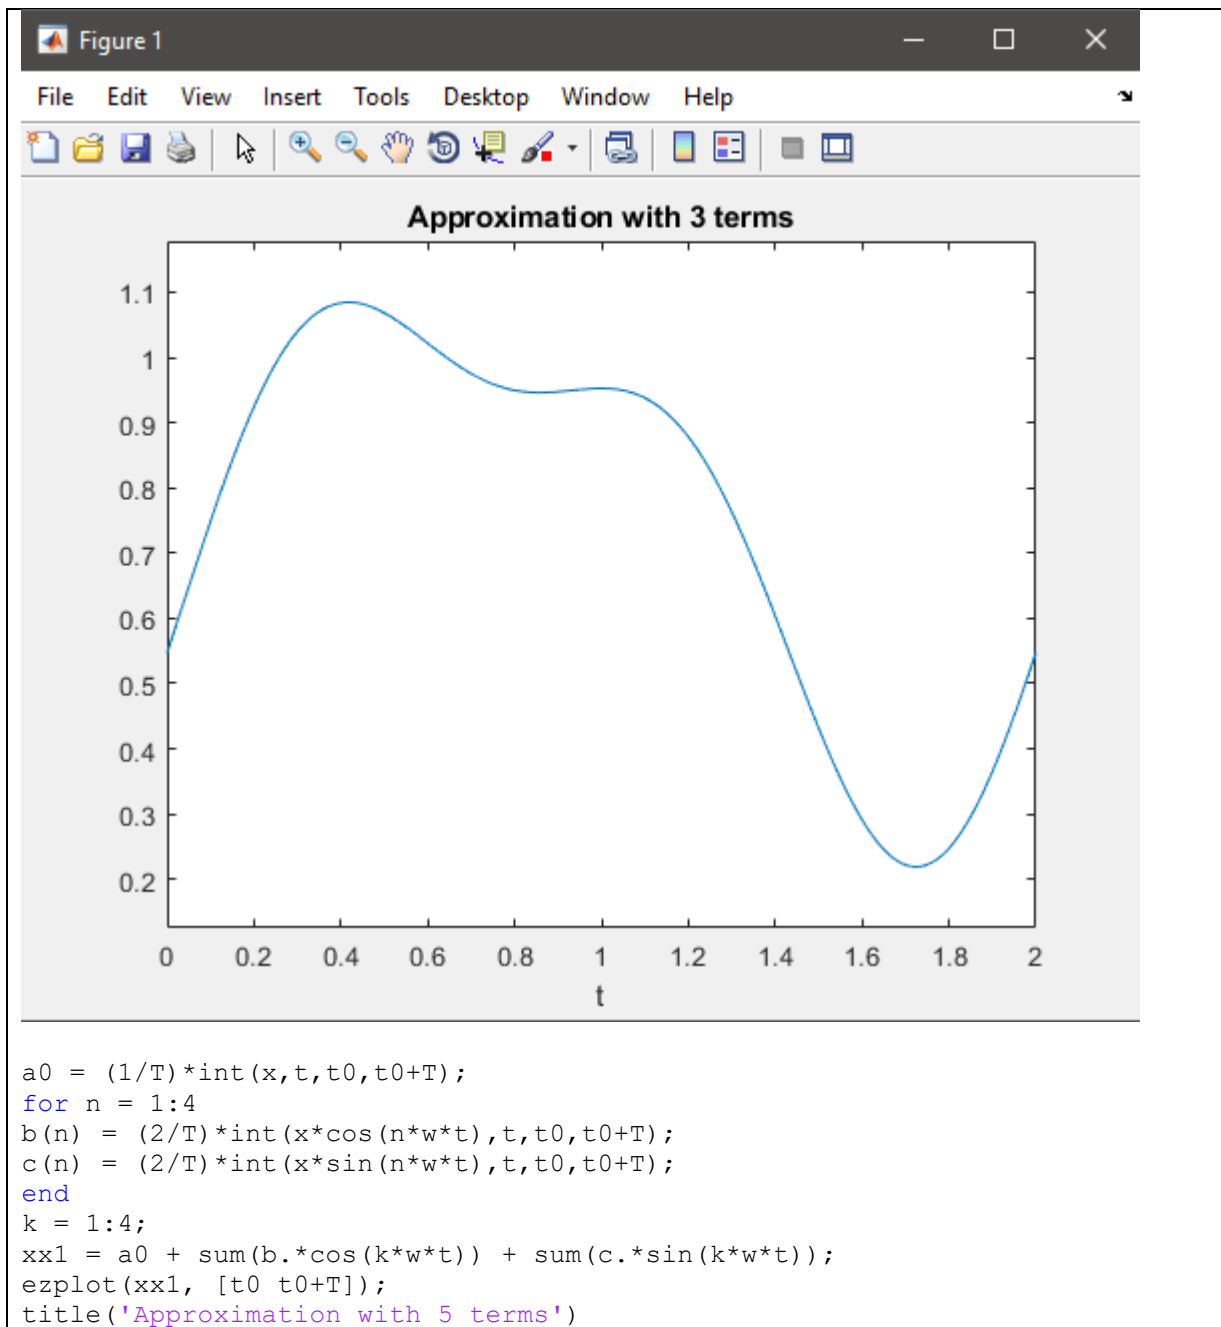 Figure 1
File Edit View Insert Tools Desktop Window Help
Approximation with 3 terms
1.1
1
0.9
0.8
0.7
0.6
0.5
0.4
0.3
0.2
0 0.2 0.4 0.6 0.8 1 1.2 1.4 1.6 1.8 2
t
a0 = (1/T)*int(x,t,t0,t0+T);
for n = 1:4
b(n) = (2/T)*int(x*cos(n*w*t),t,t0,t0+T);
c(n) = (2/T)*int(x*sin(n*w*t),t,t0,t0+T);
end
k = 1:4;
xx1 = a0 + sum(b.*cos(k*w*t)) + sum(c.*sin(k*w*t));
ezplot(xx1, [t0 t0+T]);
title('Approximation with 5 terms')